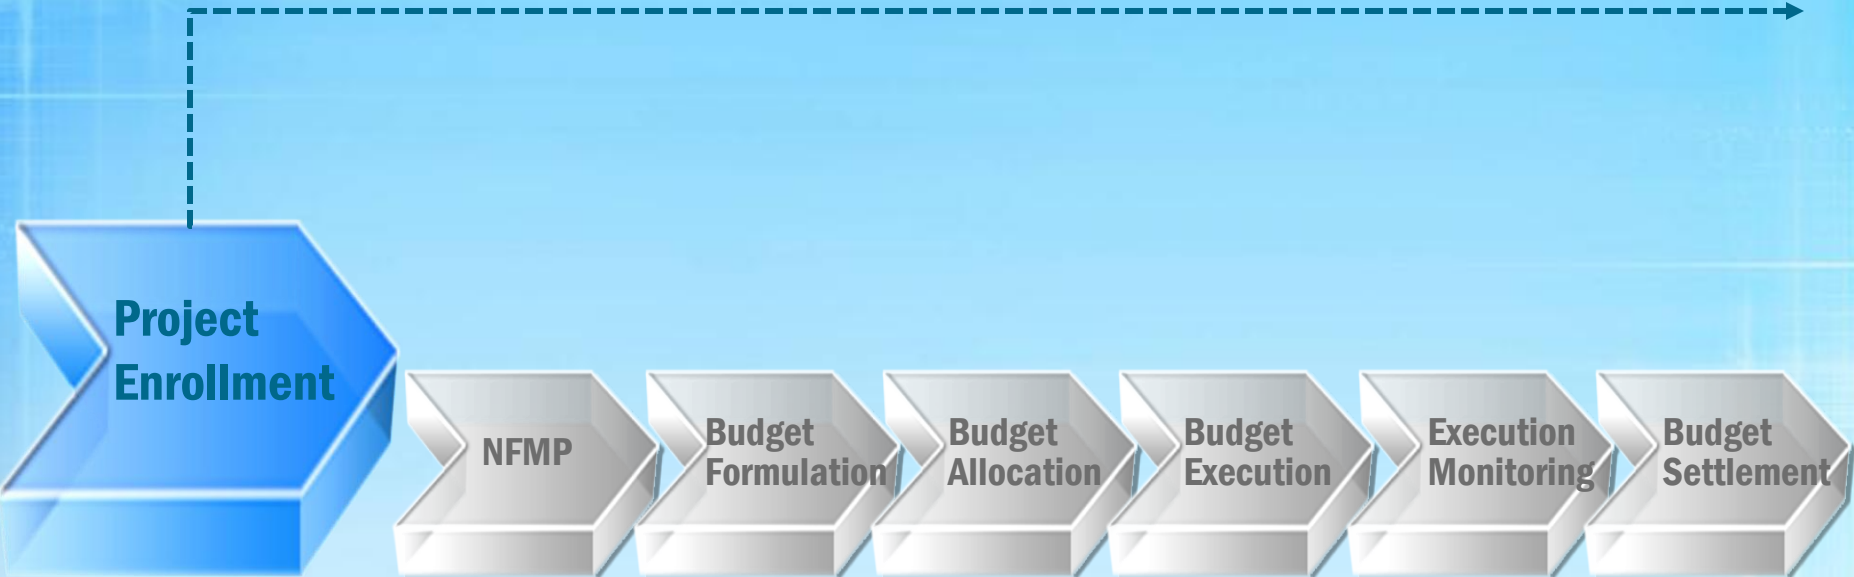 Project
Enrollment
NFMP
Budget
Formulation
Budget
Allocation
Budget
Execution
Execution
Monitoring
Budget
Settlement